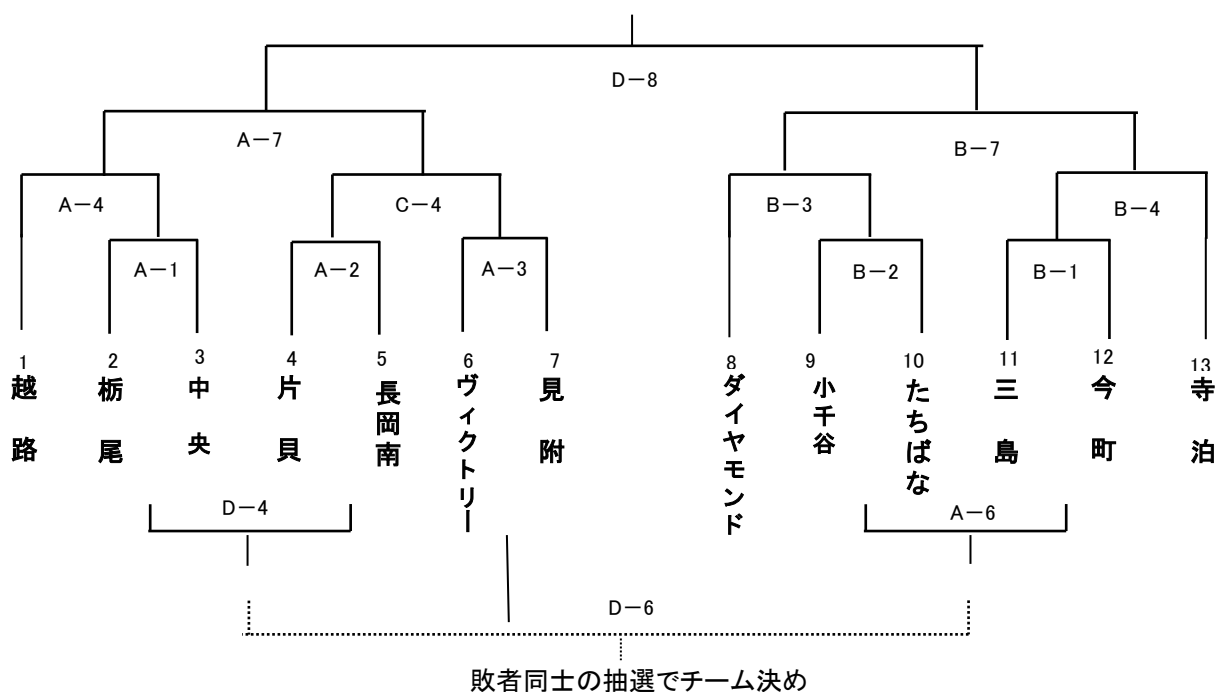 D-8
A-7
B-7
A-4
C-4
B-3
B-4
A-1
A-2
A-3
B-2
B-1
1 越路
2 栃尾
3 中央
4 片貝
5 長岡南
6 ヴィクトリー
7 見附
8 ダイヤモンド
9 小千谷
10 たちばな
11 三島
12 今町
13 寺泊
D-4
A-6
D-6
敗者同士の抽選でチーム決め